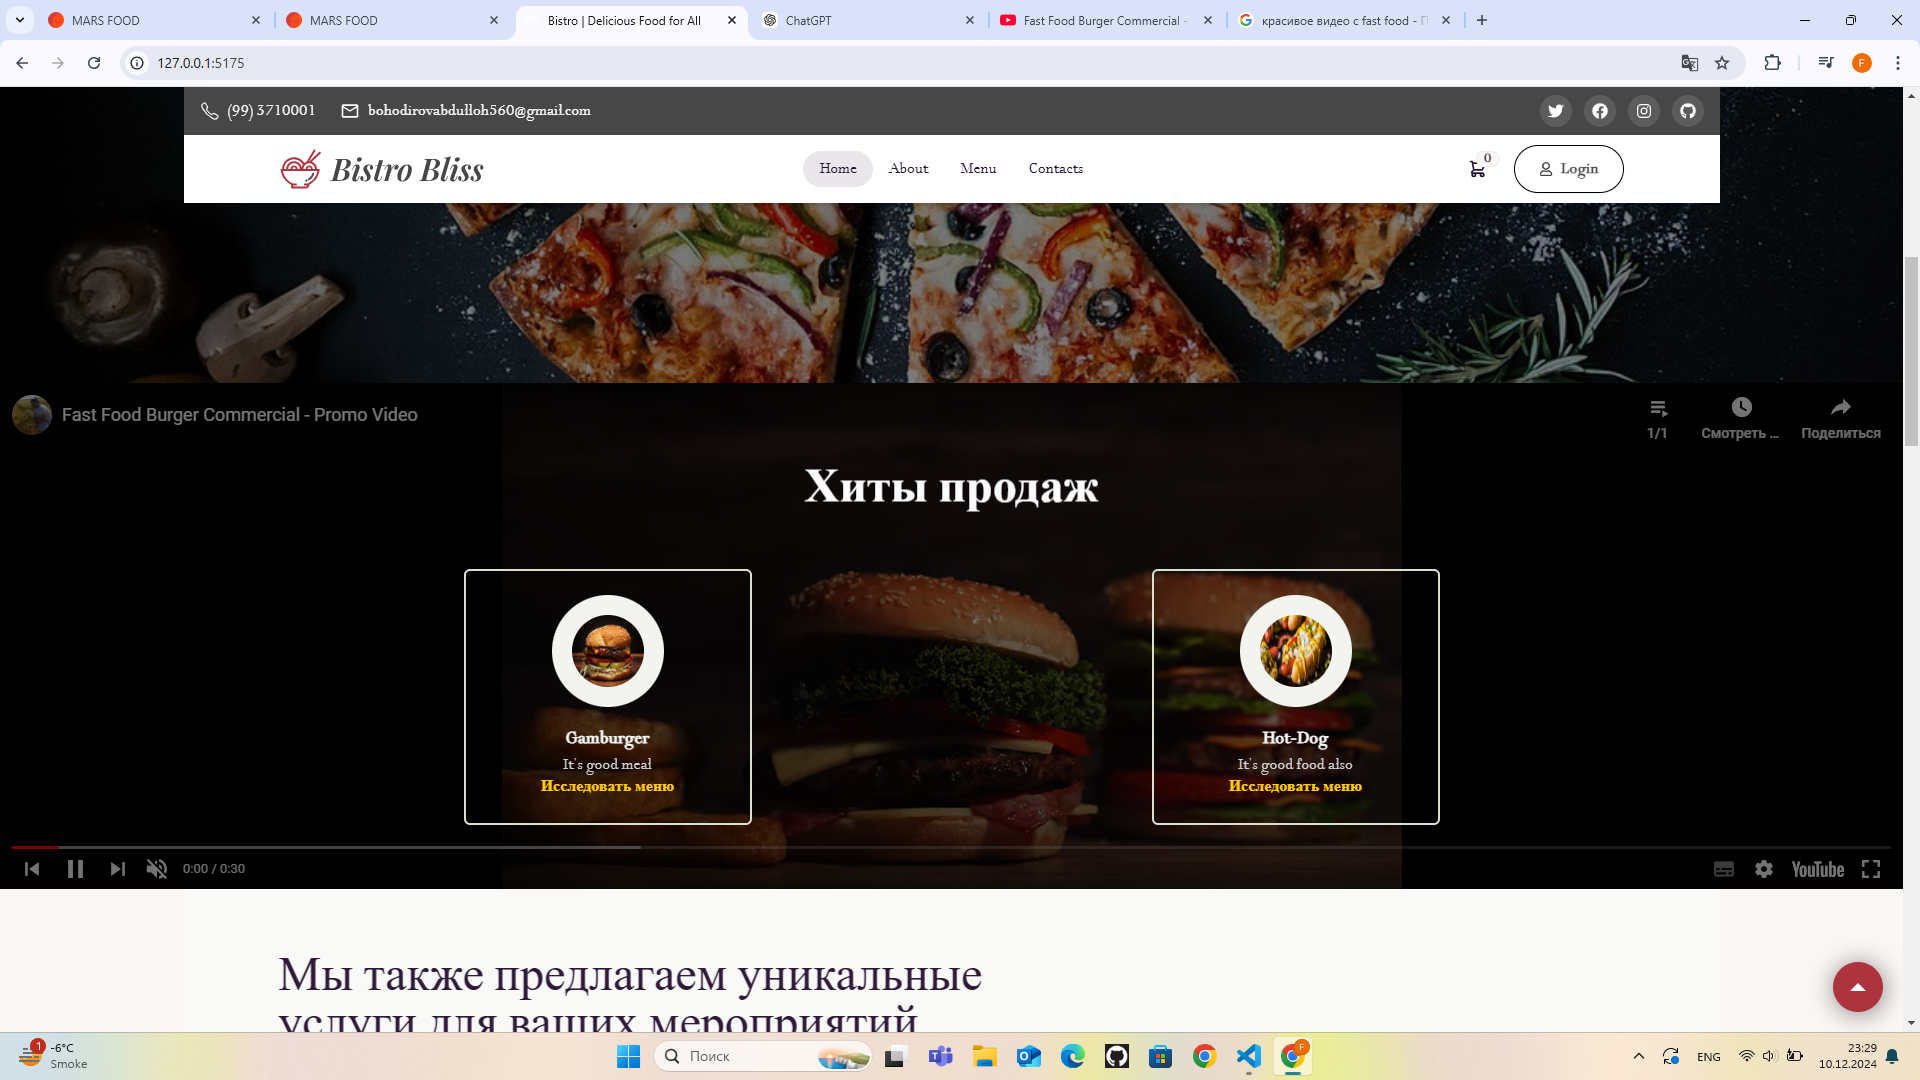 MARS FOOD
MARS FOOD
Bistro | Delicious Food for All
ChatGPT
Fast Food Burger Commercial -
красивое видео с fast food - П
127.0.0.1:5175
F
(99) 3710001
bohodirovabdulloh560@gmail.com
Bistro Bliss
Home
About
Menu
Contacts
0
Login
Fast Food Burger Commercial - Promo Video
1/1
Смотреть ...
Поделиться
Хиты продаж
Gamburger
It's good meal
Исследовать меню
Hot-Dog
It's good food also
Исследовать меню
0:00 / 0:30
YouTube
Мы также предлагаем уникальные
услуги для ваших мероприятий
1
-6°C
Smoke
Поиск
F
ENG
23:29
10.12.2024